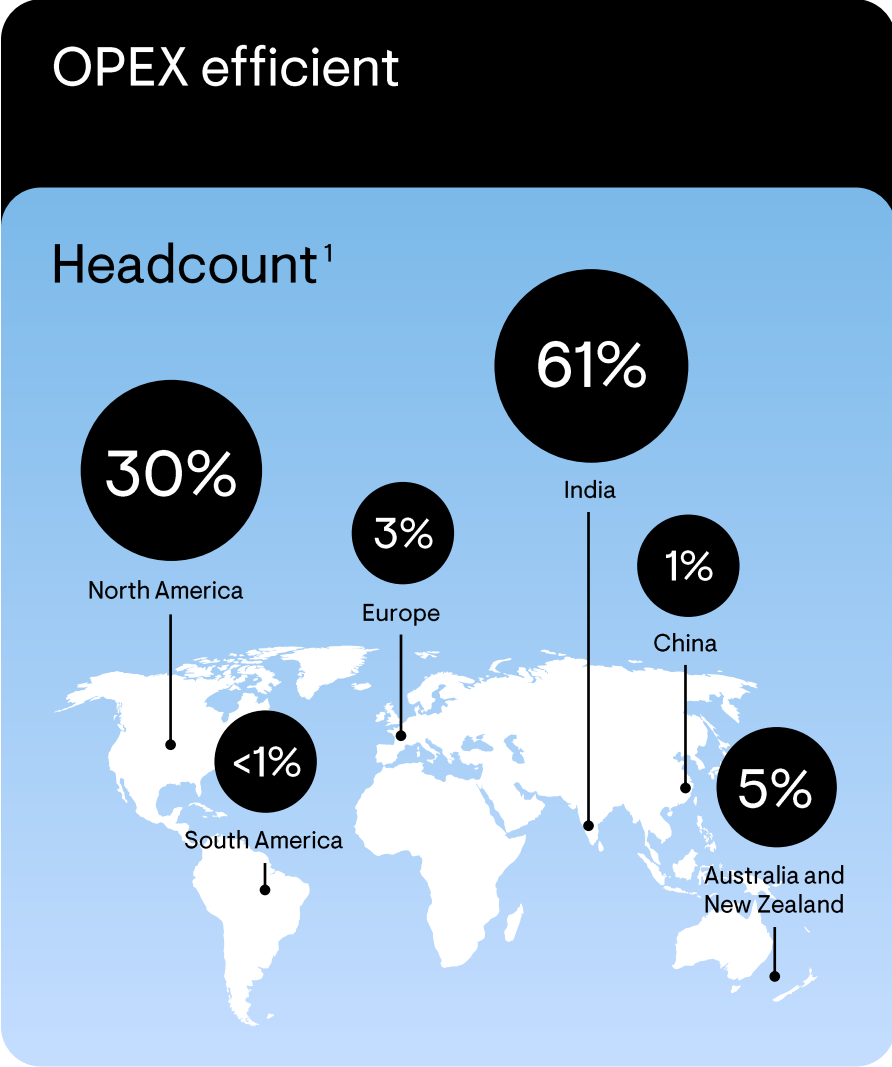 OPEX efficient
Headcount¹
61%
India
30%
North America
3%
Europe
1%
China
<1%
South America
5%
Australia and
New Zealand